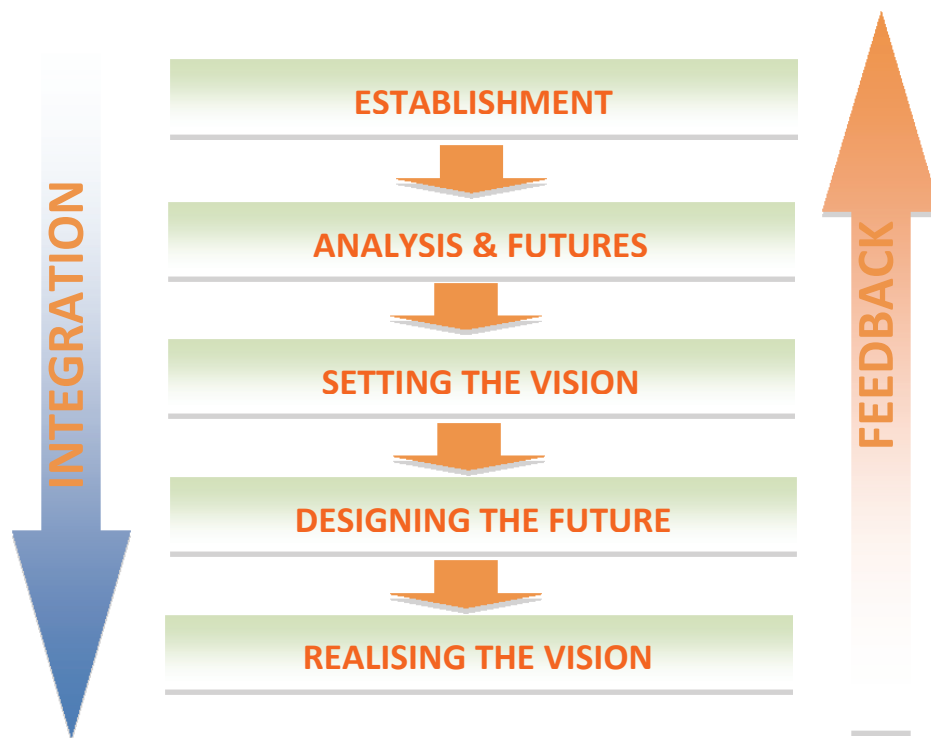 ESTABLISHMENT
ANALYSIS & FUTURES
SETTING THE VISION
DESIGNING THE FUTURE
REALISING THE VISION
INTEGRATION
FEEDBACK